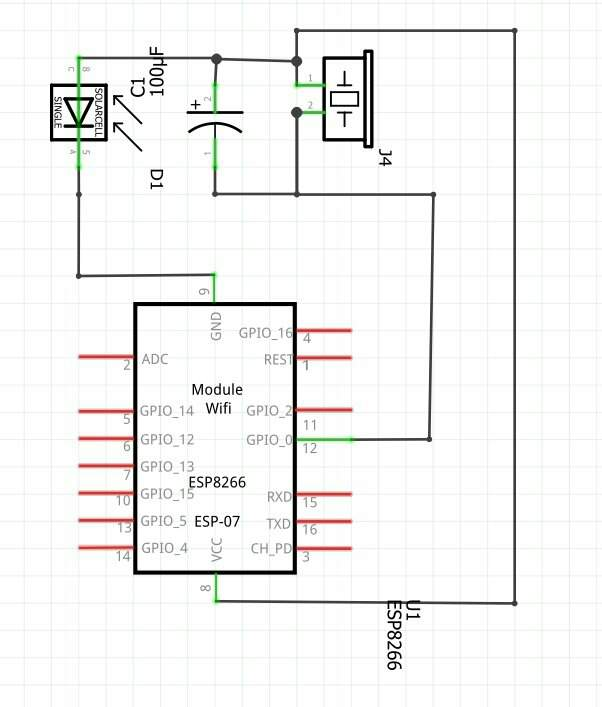 C1
100µF
C
8
SINGLE
SOLARCELL
A
5
D1
+
2
1
1
2
J4
9
GND
GPIO_16
4
ADC
2
REST
1
Module
Wifi
GPIO_14
5
GPIO_2
11
GPIO_12
6
GPIO_0
12
GPIO_13
7
ESP8266
GPIO_15
10
RXD
15
GPIO_5
13
ESP-07
TXD
16
GPIO_4
14
VCC
CH_PD
3
8
U1
ESP8266